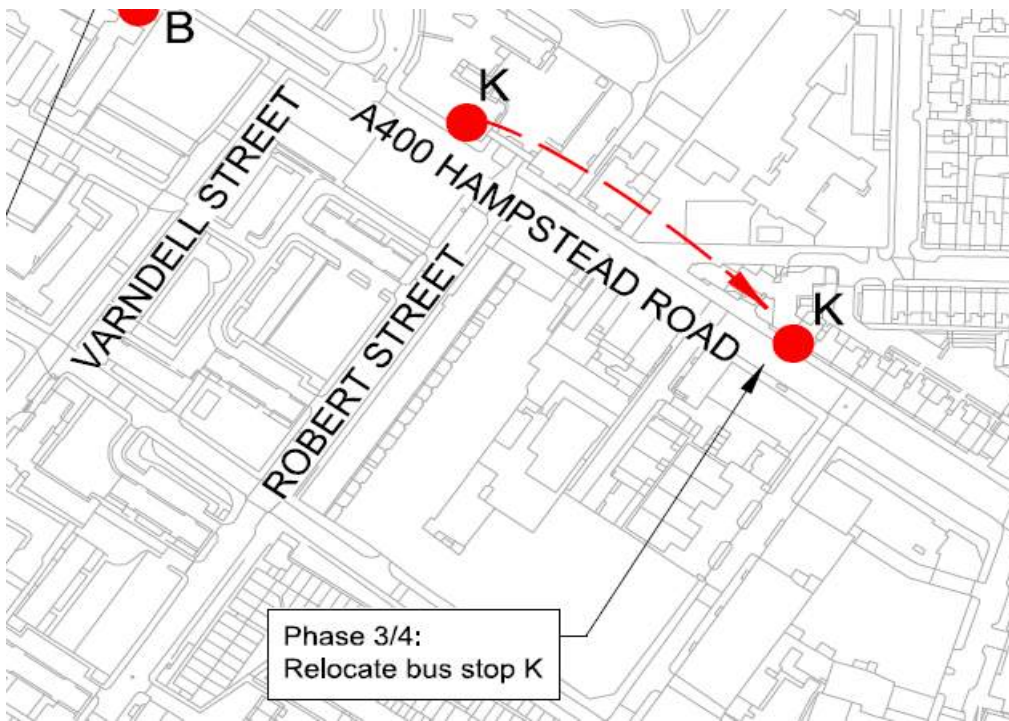 B
K
A400 HAMPSTEAD ROAD
VARNDELL STREET
ROBERT STREET
K
Phase 3/4:
Relocate bus stop K